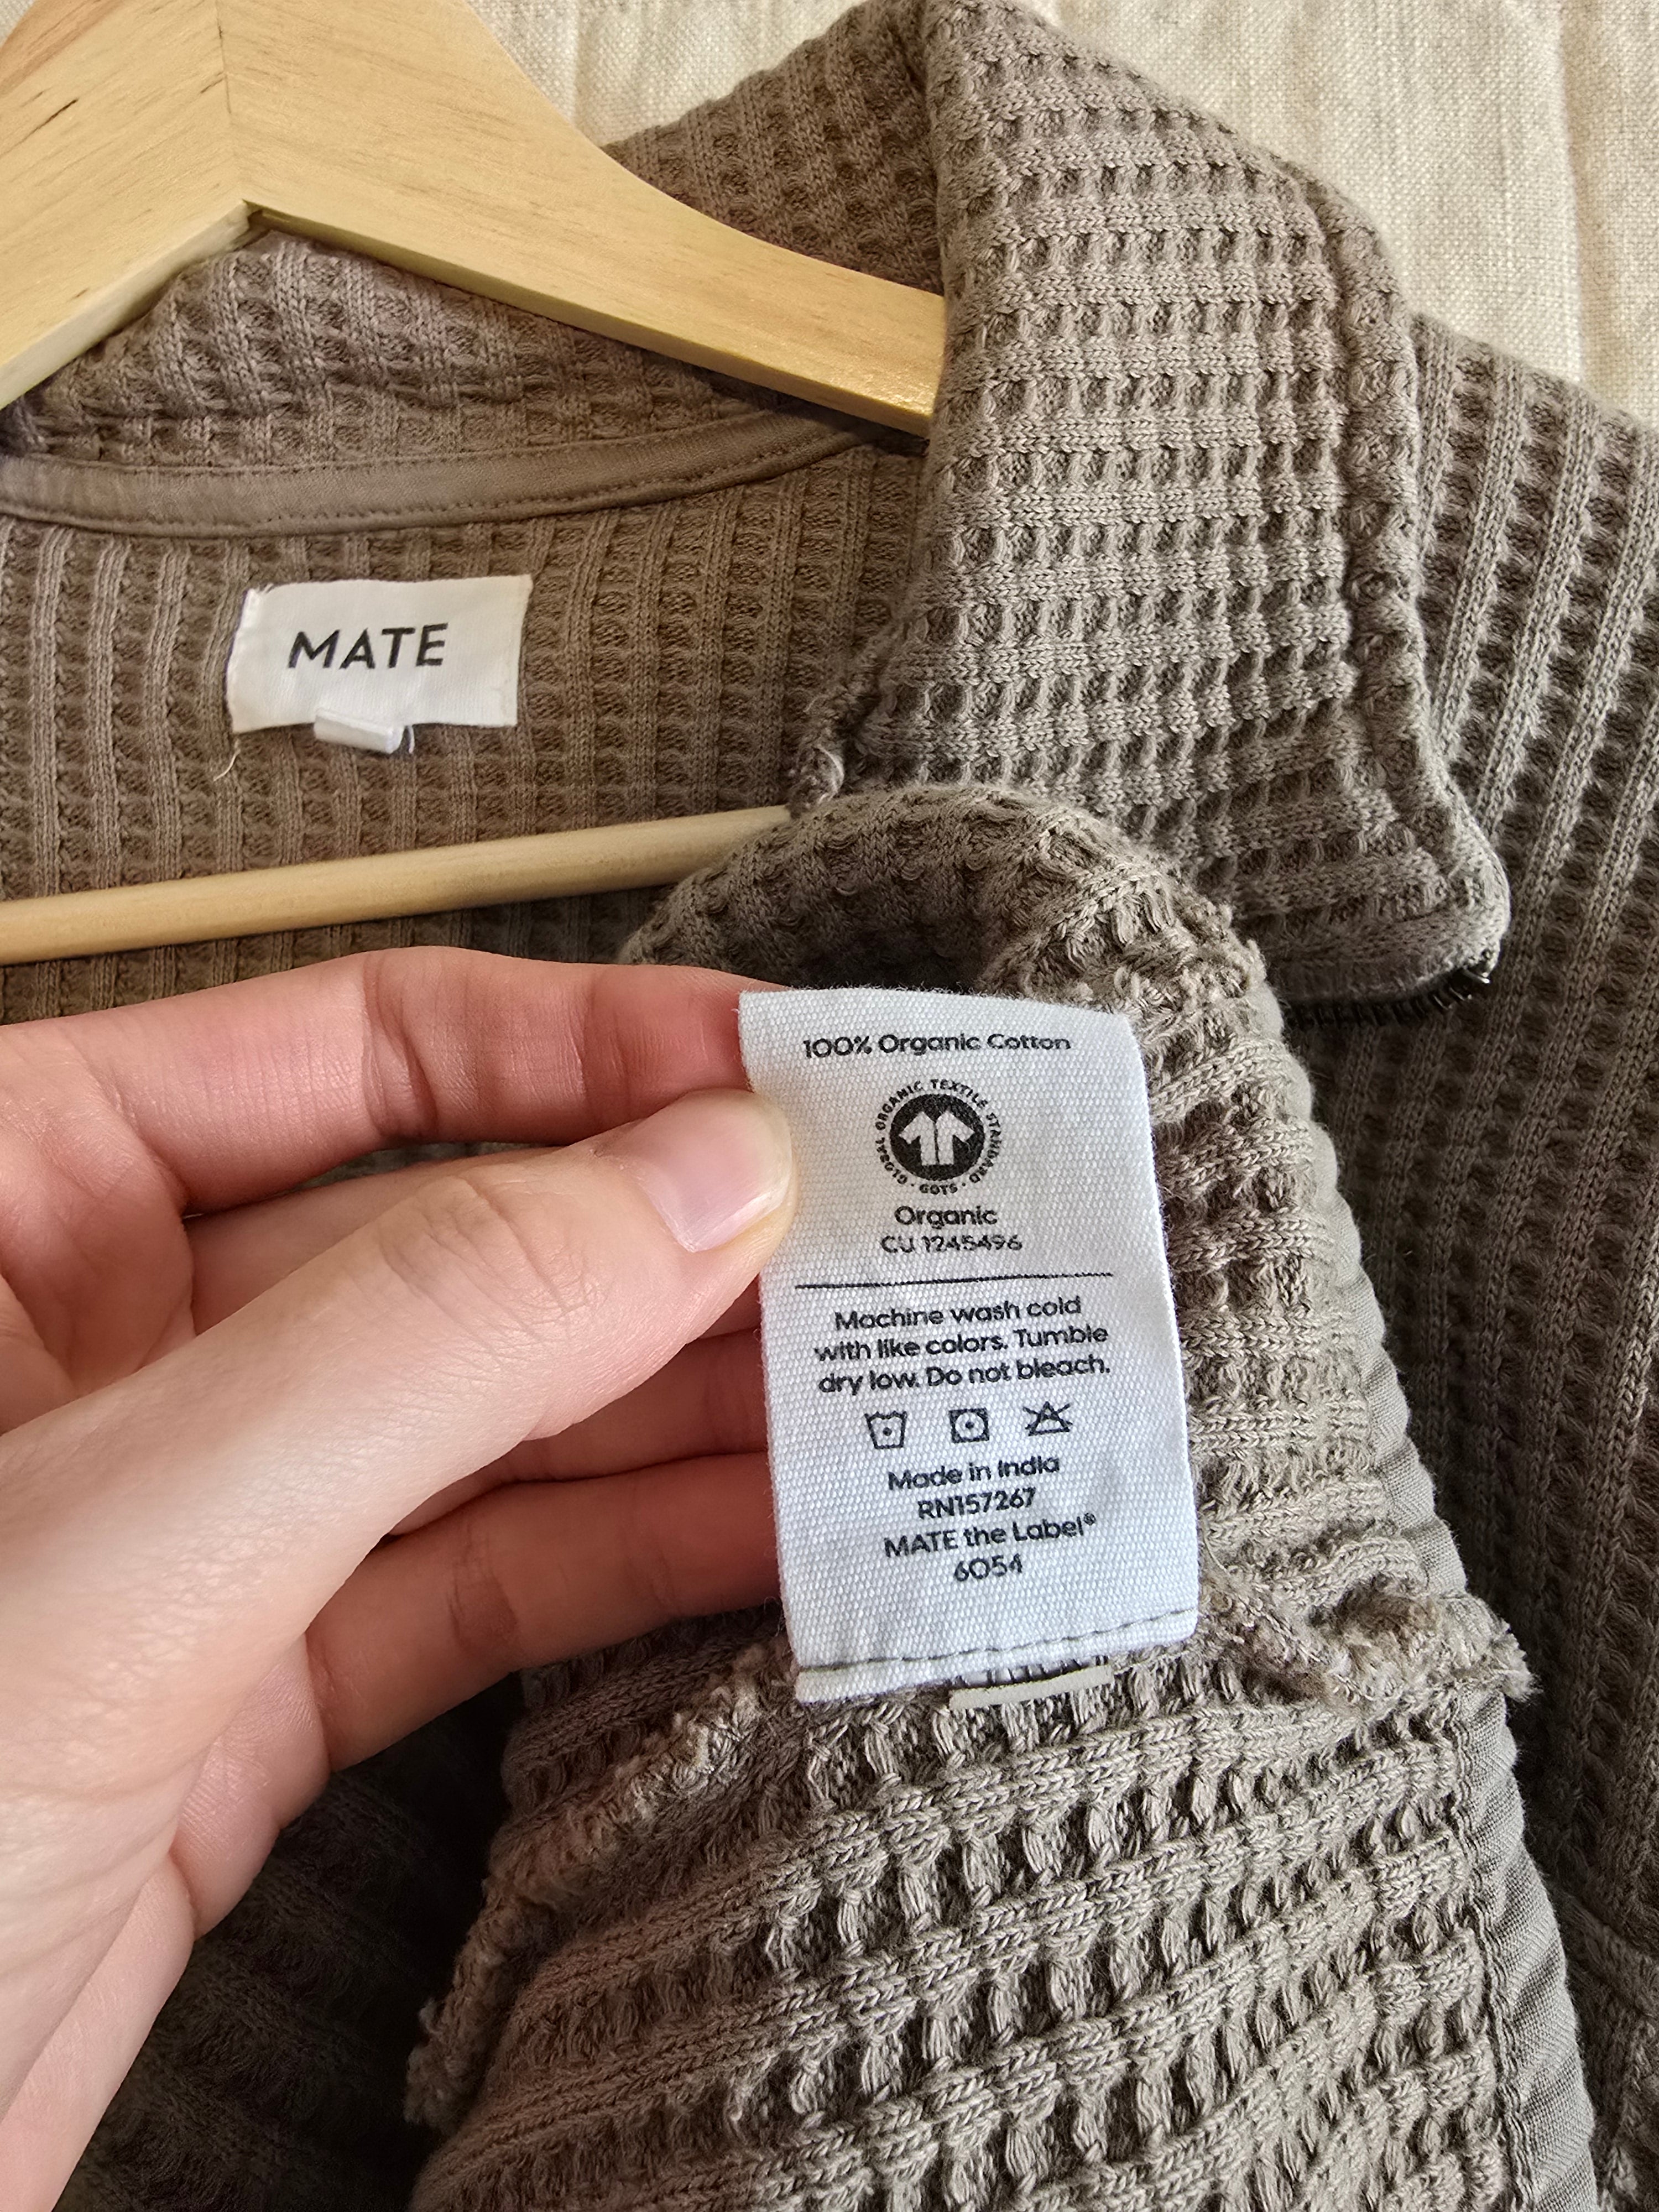 MATE
100% Organic Cotton
GLOBAL ORGANIC TEXTILE STANDARD · GOTS ·
Organic
CU 1245496
Machine wash cold
with like colors. Tumble
dry low. Do not bleach.
Made in India
RN157267
MATE the Label®
6054